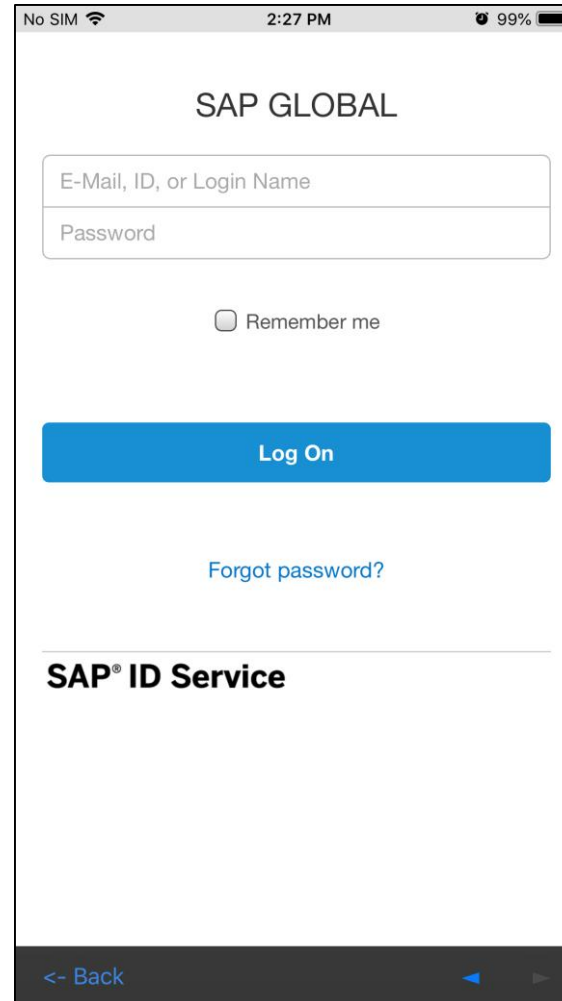 No SIM 2:27 PM 99%
SAP GLOBAL
E-Mail, ID, or Login Name
Password
Remember me
Log On
Forgot password?
SAP® ID Service
<- Back